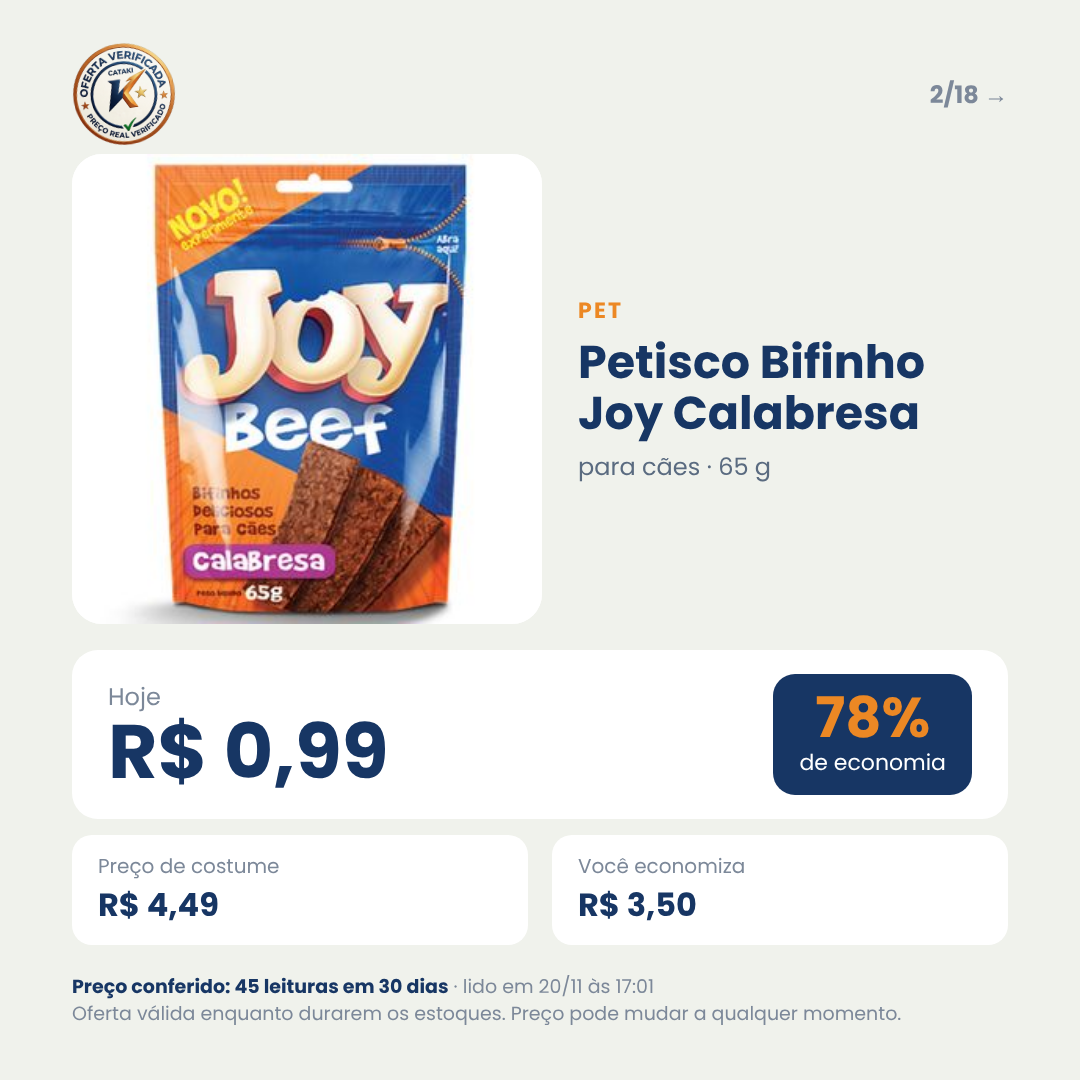 OFERTA VERIFICADA
CATAKI
K
PREÇO REAL VERIFICADO
2/18 →
NOVO!
experimente
Abra
aqui!
Joy
Beef
Bifinhos
Deliciosos
Para Cães
Calabresa
65g
PET
Petisco Bifinho
Joy Calabresa
para cães · 65 g
Hoje
R$ 0,99
78%
de economia
Preço de costume
R$ 4,49
Você economiza
R$ 3,50
Preço conferido: 45 leituras em 30 dias · lido em 20/11 às 17:01
Oferta válida enquanto durarem os estoques. Preço pode mudar a qualquer momento.